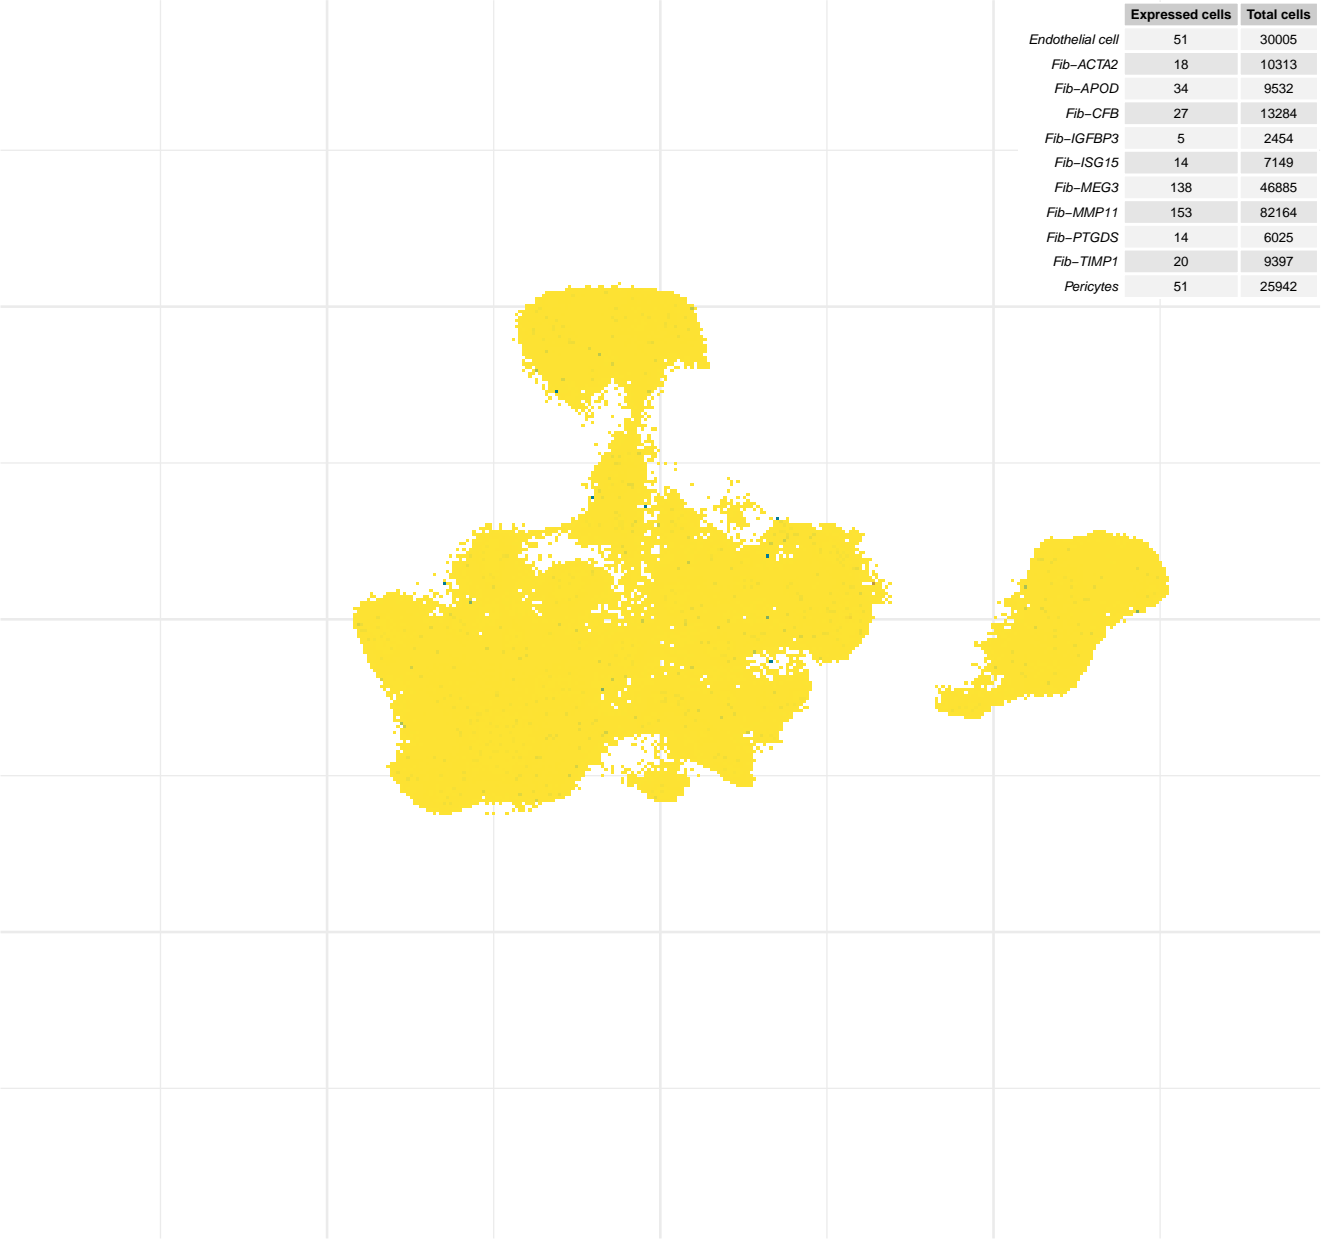 Expressed cells Total cells
Endothelial cell 51 30005
Fib−ACTA2 18 10313
Fib−APOD 34 9532
Fib−CFB 27 13284
Fib−IGFBP3 5 2454
Fib−ISG15 14 7149
Fib−MEG3 138 46885
Fib−MMP11 153 82164
Fib−PTGDS 14 6025
Fib−TIMP1 20 9397
Pericytes 51 25942